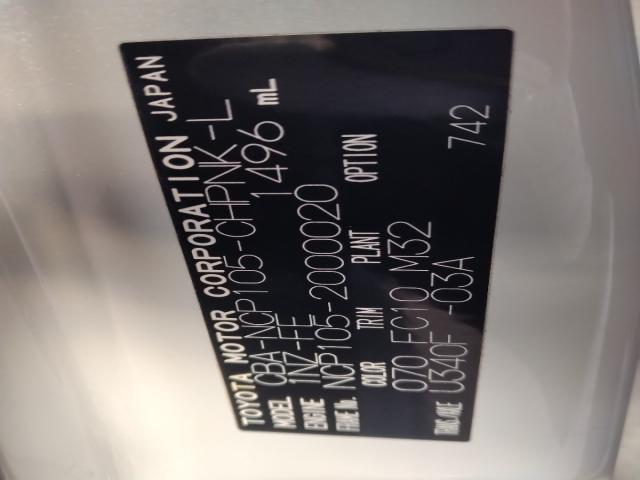 TOYOTA MOTOR CORPORATION JAPAN
MODEL CBA-NCP105-CHPNK-L
ENGINE 1NZ-FE 1496 mL
FRAME No. NCP105-2000020
COLOR TRIM PLANT OPTION
070 FC10 M32
TRANS/AXLE U340F -03A 742